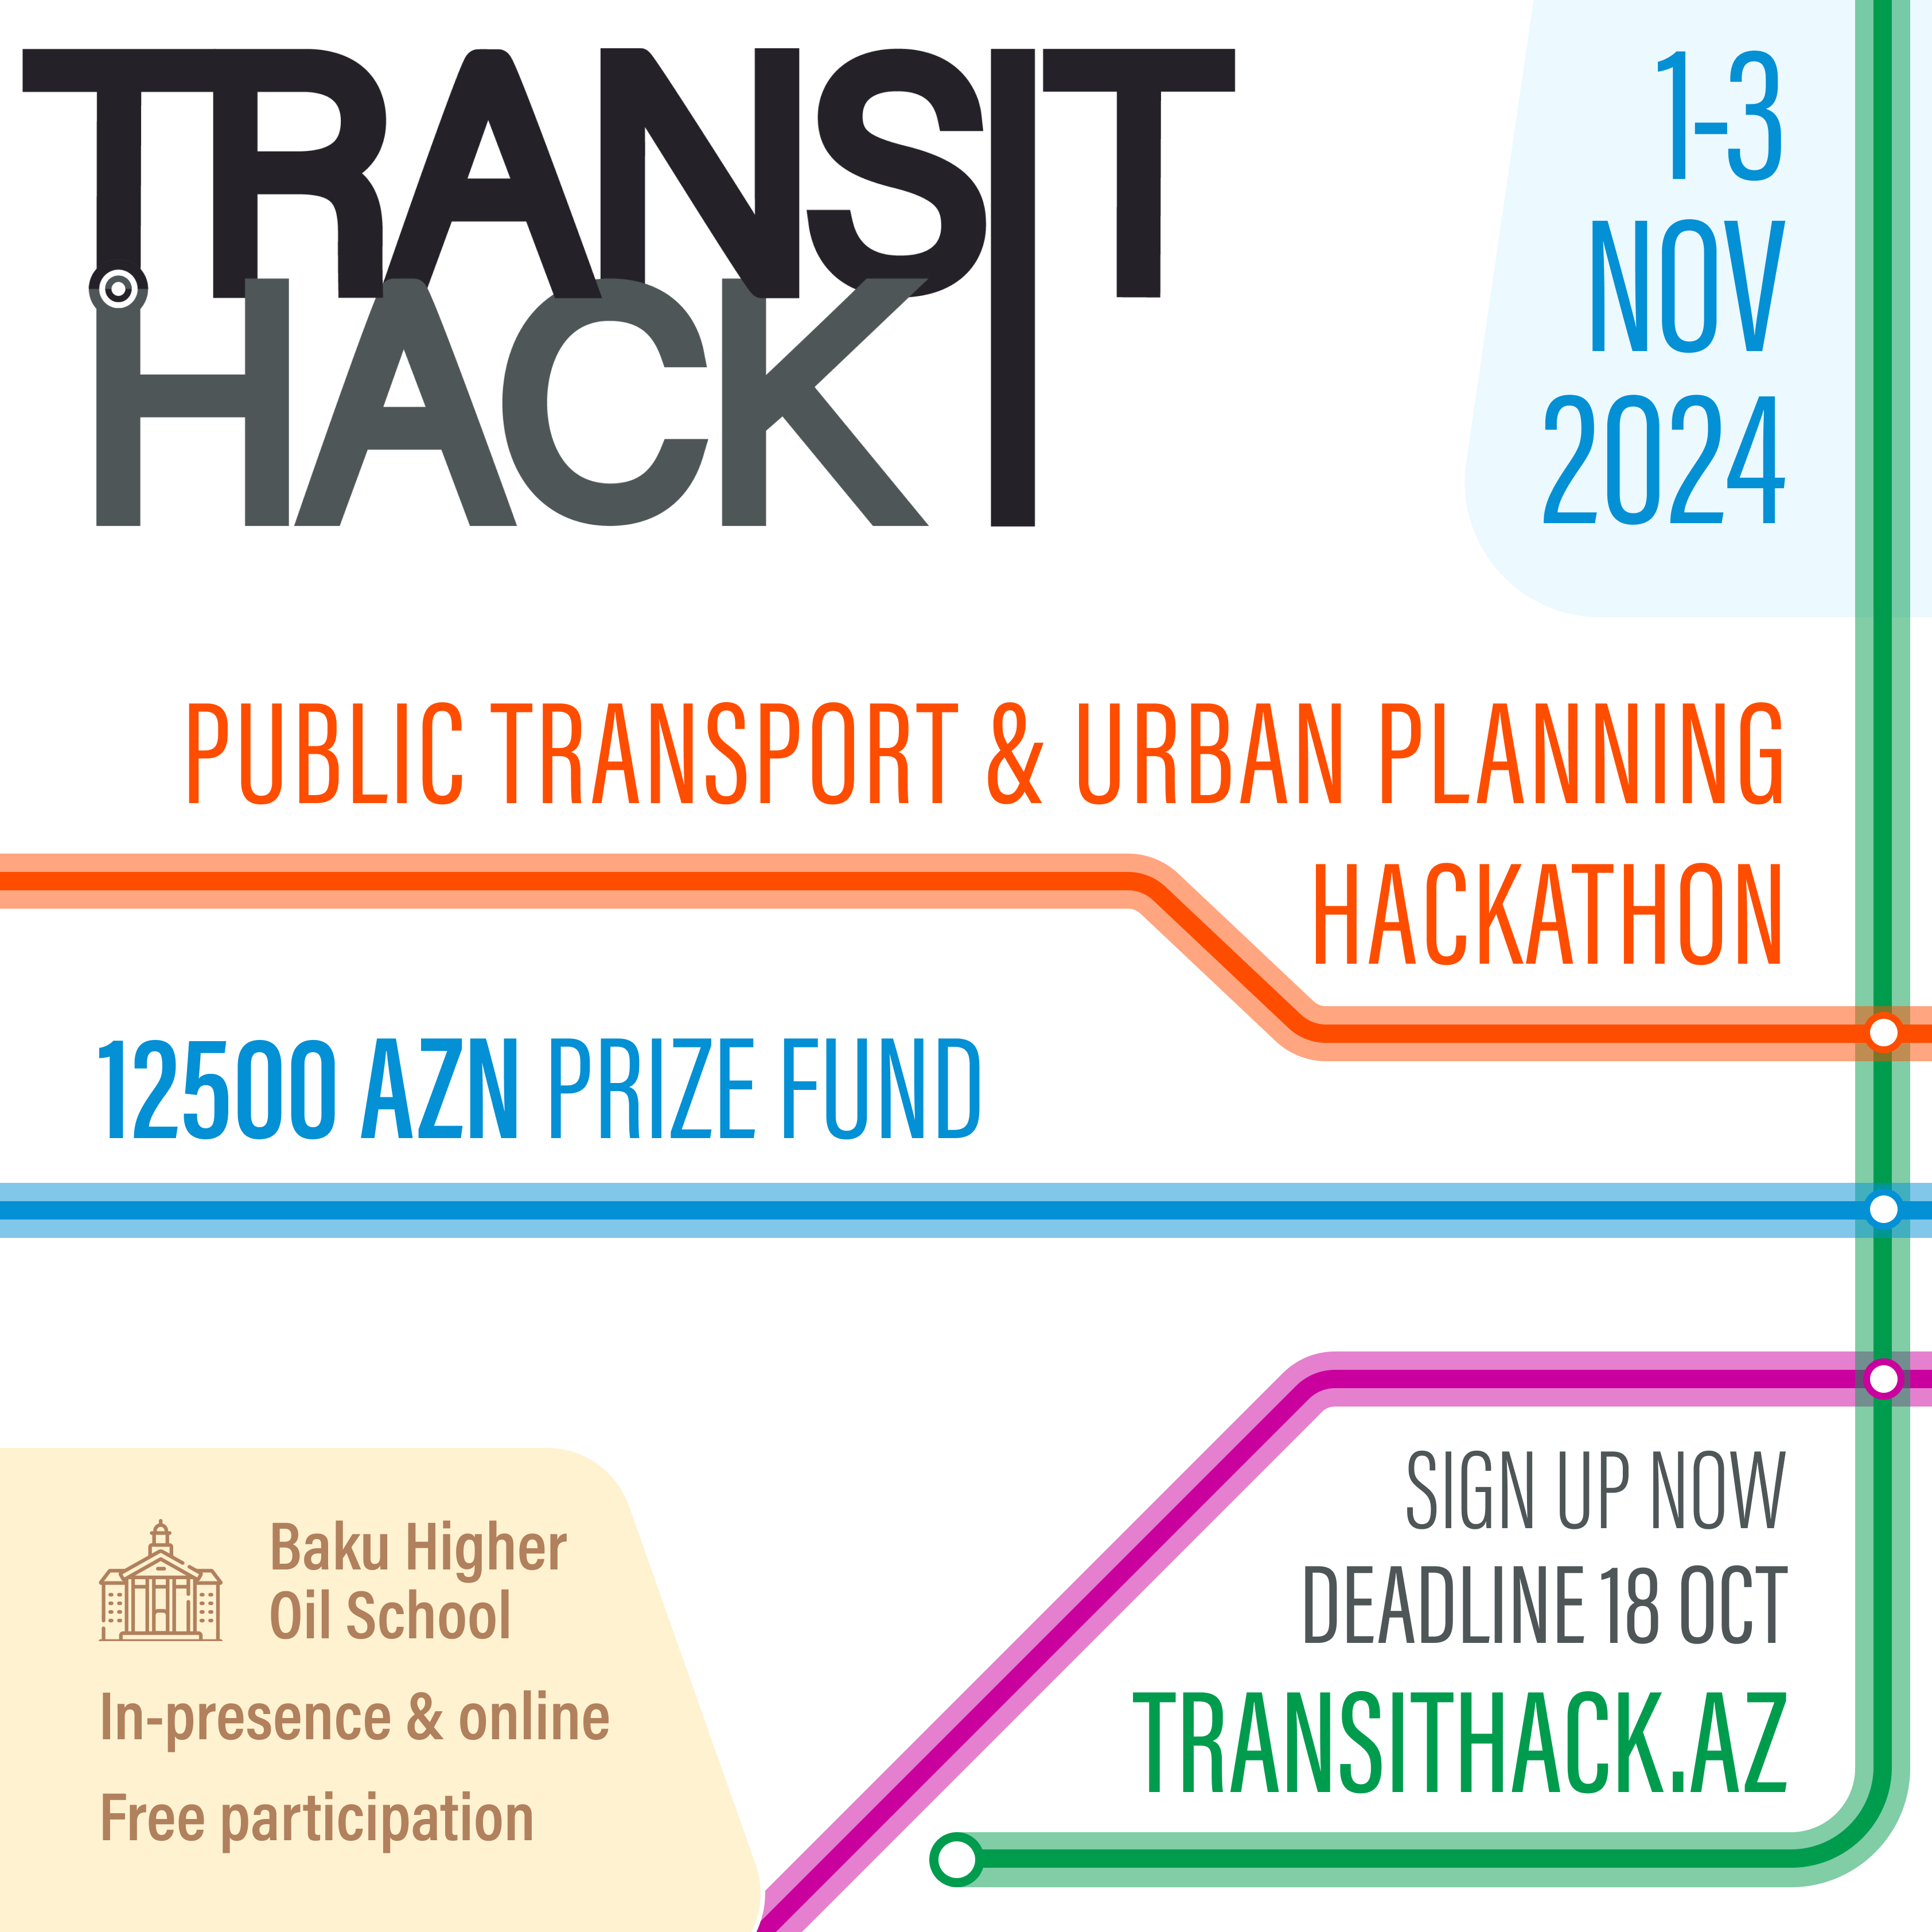 TRANSIT
HACK
1-3
NOV
2024
PUBLIC TRANSPORT & URBAN PLANNING
HACKATHON
12500 AZN PRIZE FUND
Baku Higher
Oil School
In-presence & online
Free participation
SIGN UP NOW
DEADLINE 18 OCT
TRANSITHACK.AZ